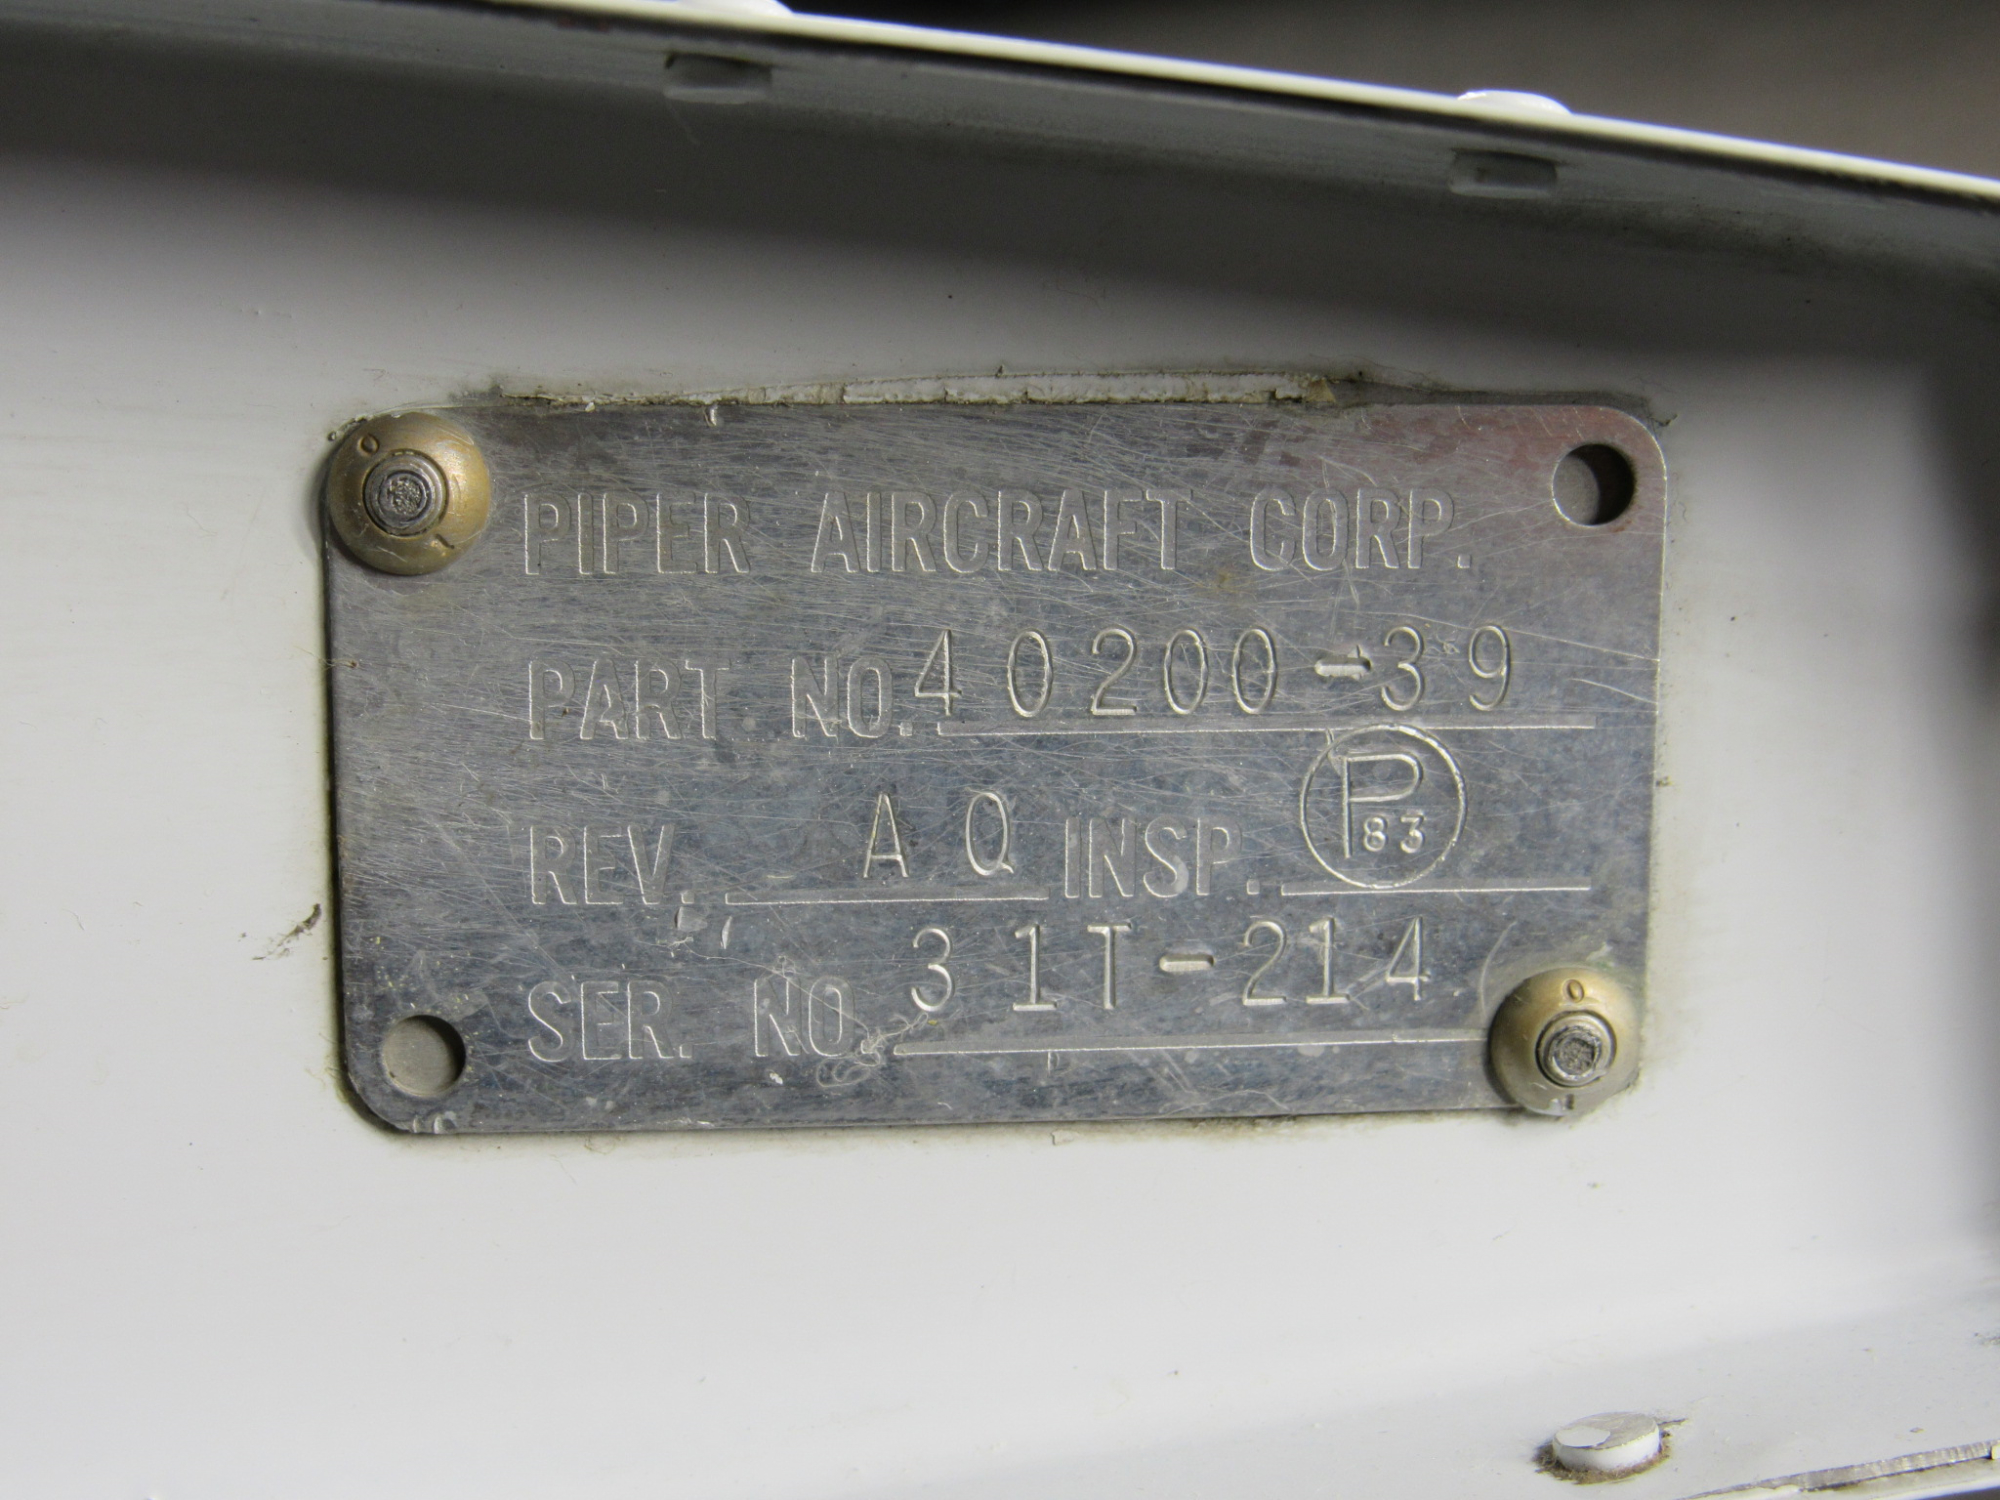 PIPER AIRCRAFT CORP.
PART NO. 40200-39
REV. AQ INSP. P 83
SER. NO. 31T-214